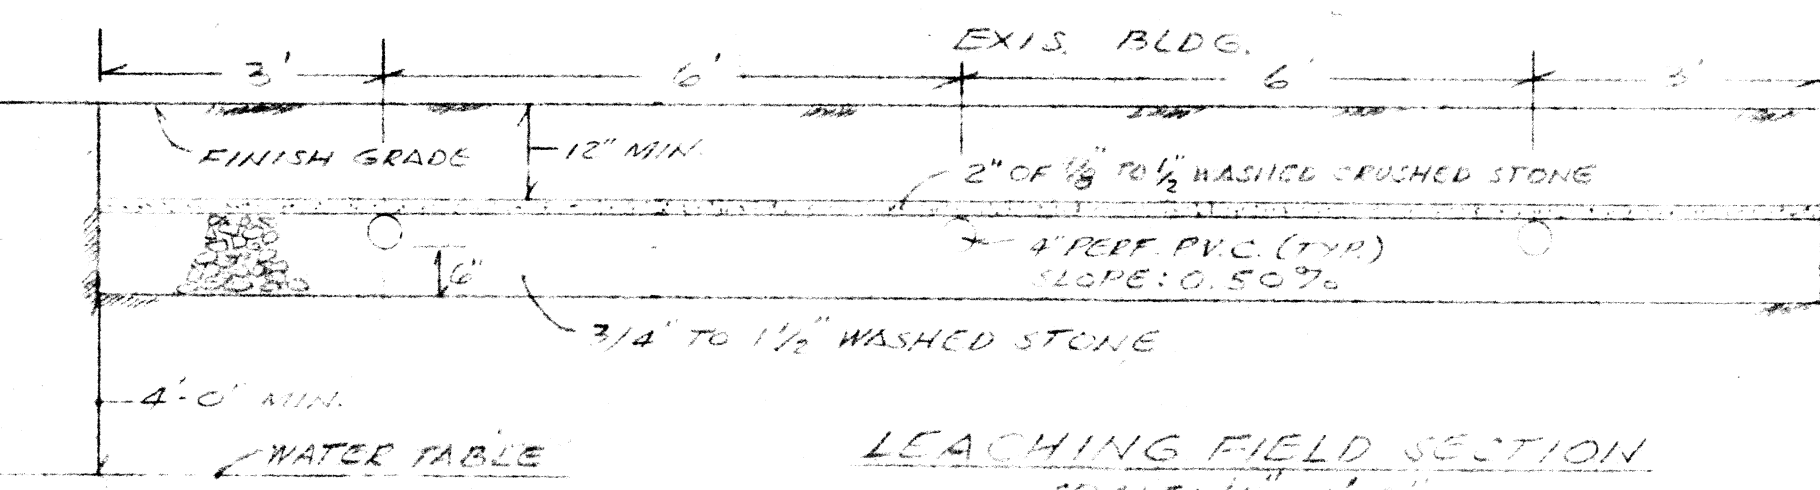 EXIS. BLDG.
3' 6' 6' 3'
FINISH GRADE
12" MIN.
2" OF 1/8" TO 1/2" WASHED CRUSHED STONE
4" PERF. P.V.C. (TYP.)
SLOPE: 0.50%
6"
3/4" TO 1 1/2" WASHED STONE
4'-0" MIN.
WATER TABLE
LEACHING FIELD SECTION